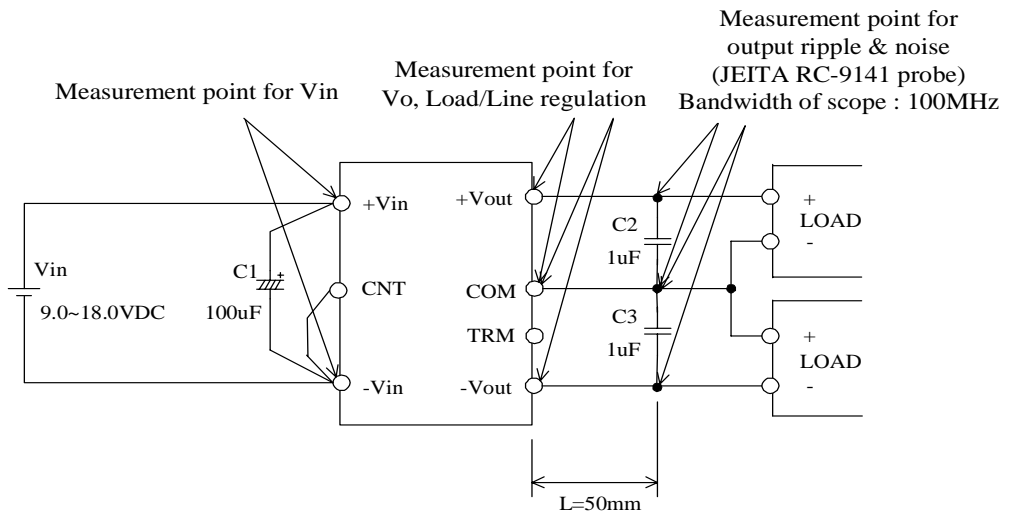 Measurement point for
output ripple & noise
(JEITA RC-9141 probe)
Bandwidth of scope : 100MHz
Measurement point for
Vo, Load/Line regulation
Measurement point for Vin
+Vin
+Vout
C2
1uF
+
LOAD
-
Vin
9.0~18.0VDC
C1
+
100uF
CNT
COM
TRM
C3
1uF
+
LOAD
-
-Vin
-Vout
L=50mm